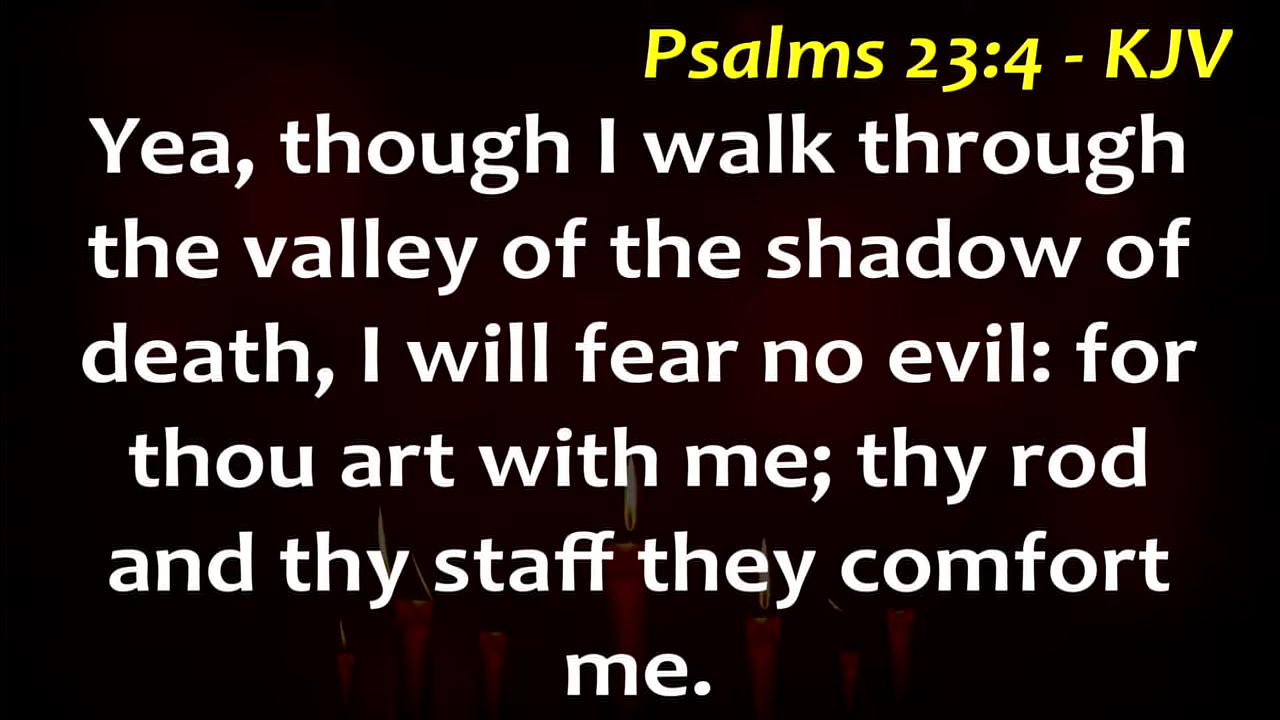 Psalms 23:4 - KJV
Yea, though I walk through
the valley of the shadow of
death, I will fear no evil: for
thou art with me; thy rod
and thy staff they comfort
me.